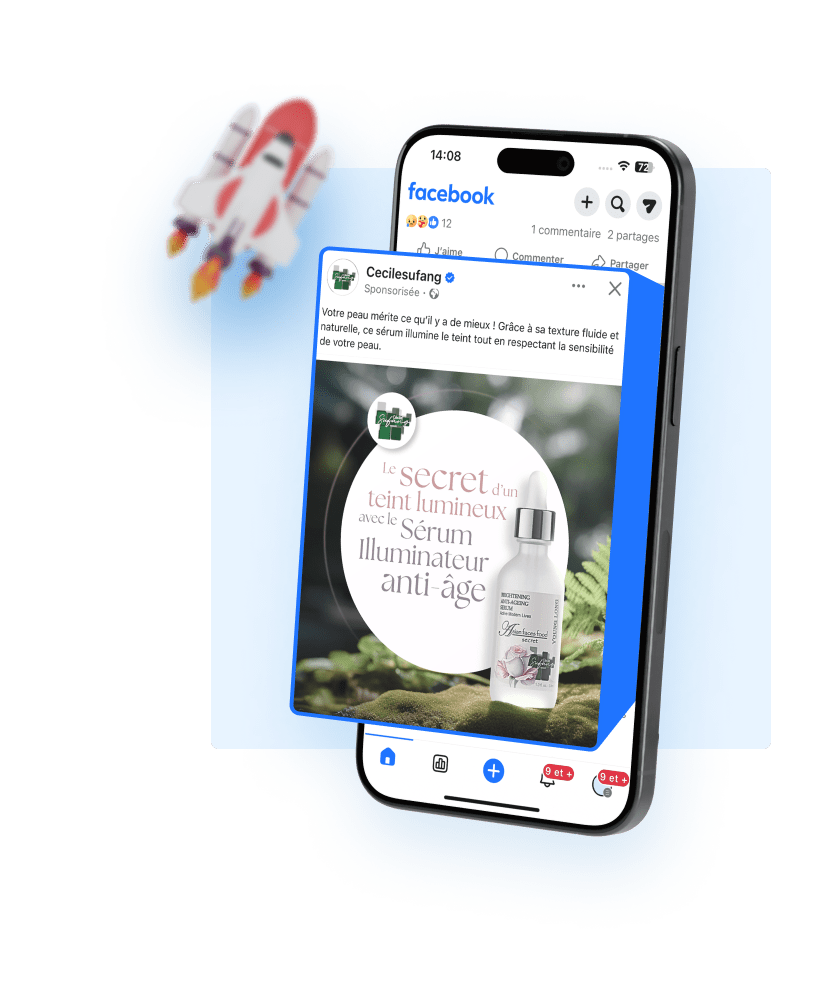 14:08
72
facebook
12
1 commentaire 2 partages
J'aime
Commenter
Partager
Cecilesufang
Sponsorisée
Votre peau mérite ce qu'il y a de mieux ! Grâce à sa texture fluide et
naturelle, ce sérum illumine le teint tout en respectant la sensibilité
de votre peau.
Le secret d'un
teint lumineux
avec le Sérum
Illuminateur
anti-âge
BRIGHTENING
ANTI-AGEING
SERUM
Asian faces food
secret
9 et +
9 et +